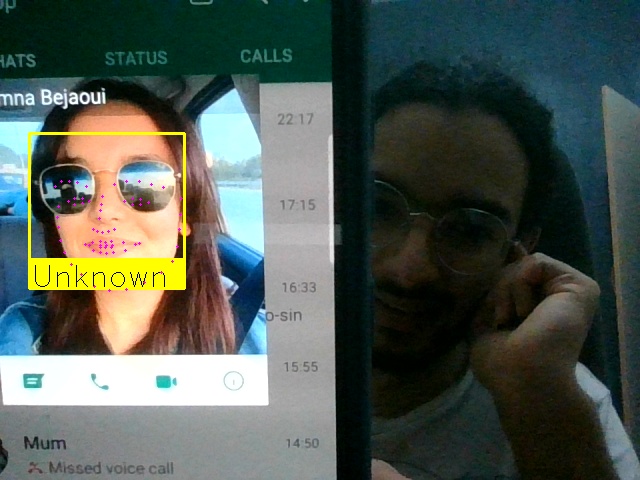 HATS STATUS CALLS
mna Bejaoui
22:17
17:15
Unknown
16:33
o-sin
15:55
Mum 14:50
Missed voice call